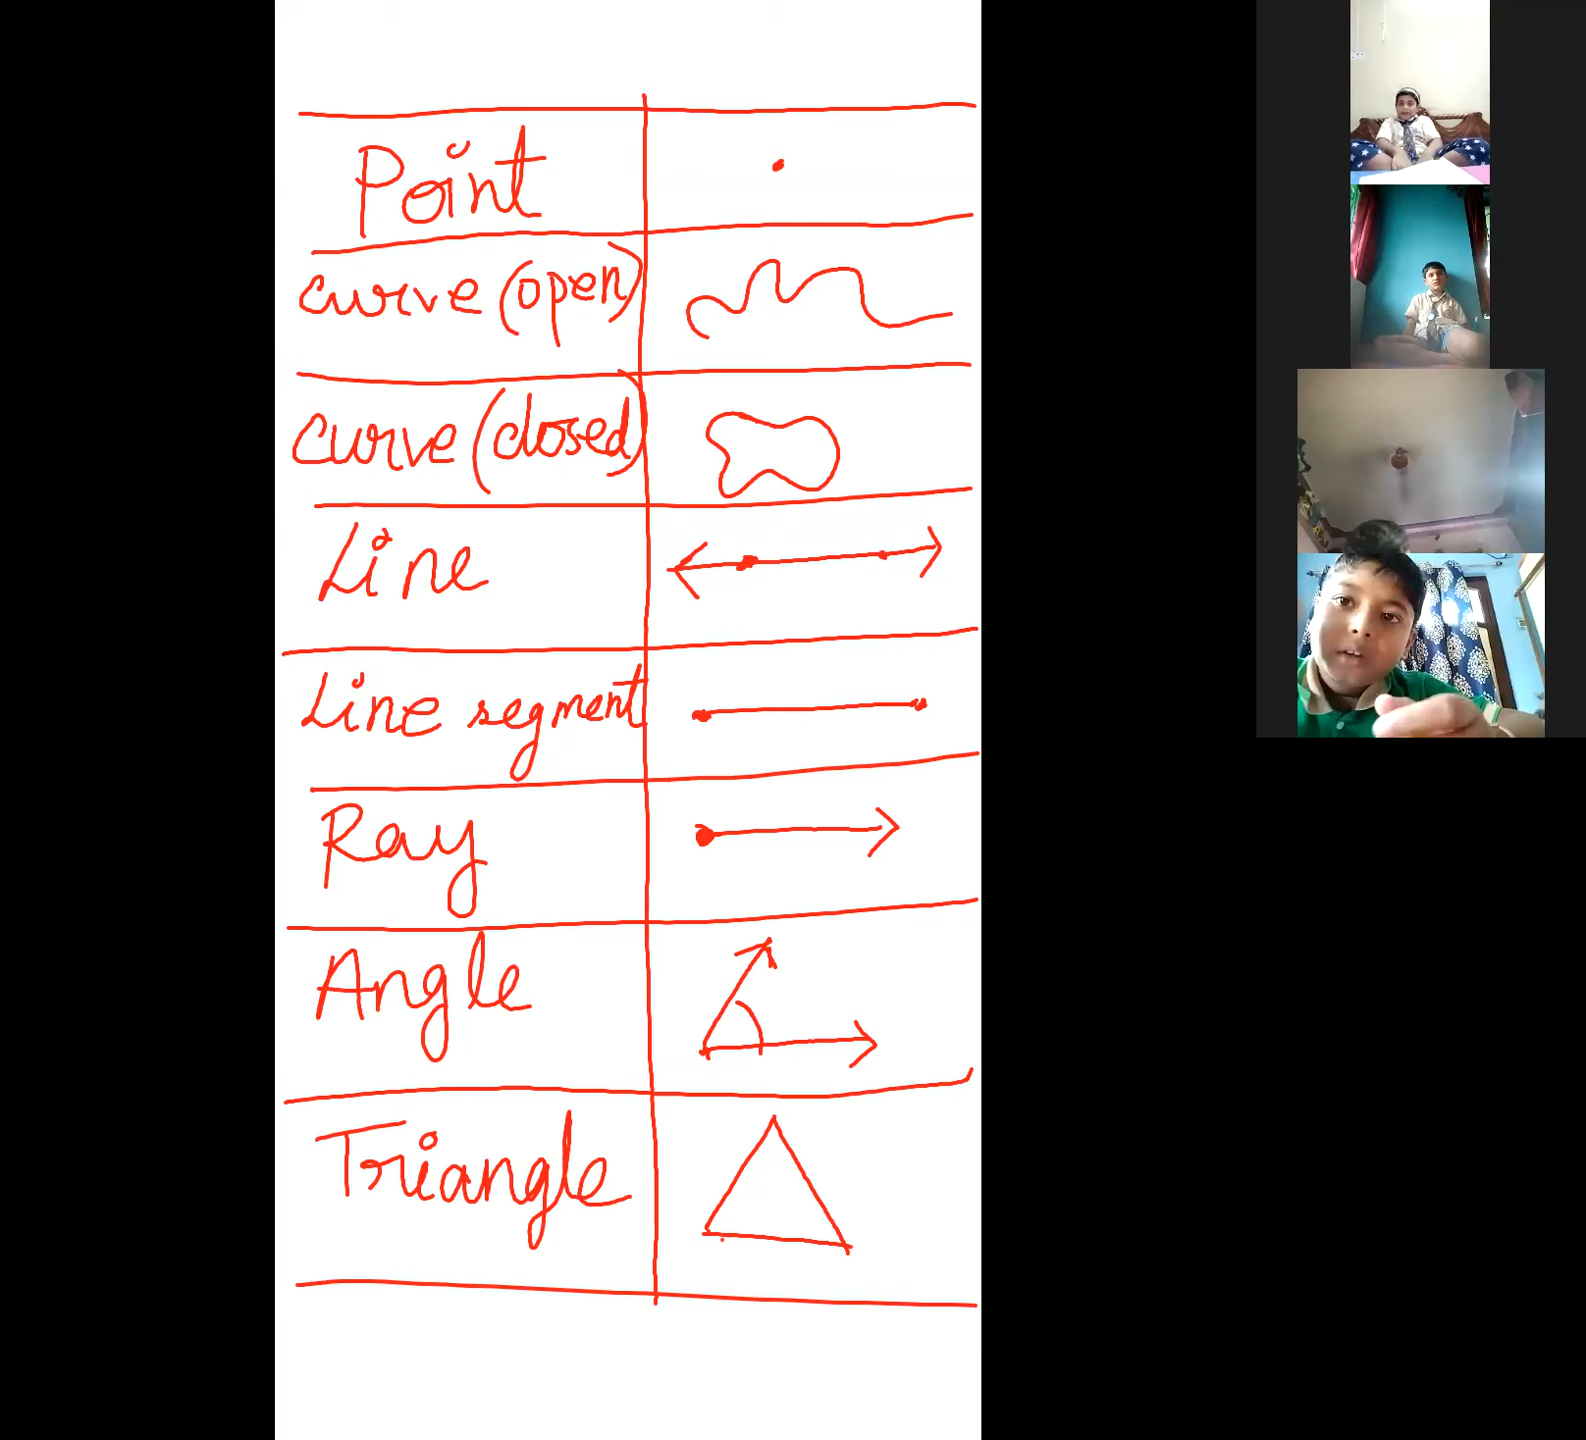 Point
curve (open)
curve (closed)
Line
Line segment
Ray
Angle
Triangle